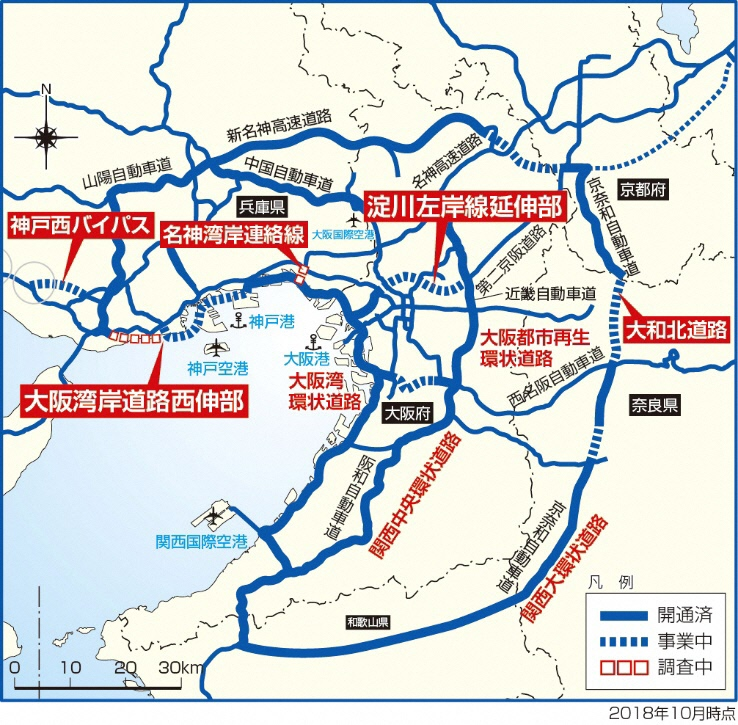 N
新名神高速道路
山陽自動車道
中国自動車道
名神高速道路
京奈和自動車道
京都府
兵庫県
神戸西バイパス
名神湾岸連絡線
淀川左岸線延伸部
大阪国際空港
第二京阪道路
近畿自動車道
神戸港
大阪港
神戸空港
大阪湾岸道路西伸部
大阪湾
環状道路
大阪都市再生
環状道路
大和北道路
西名阪自動車道
大阪府
奈良県
阪和自動車道
関西中央環状道路
関西国際空港
京奈和自動車道
関西大環状道路
和歌山県
凡 例
開通済
事業中
調査中
0 10 20 30km
2018年10月時点